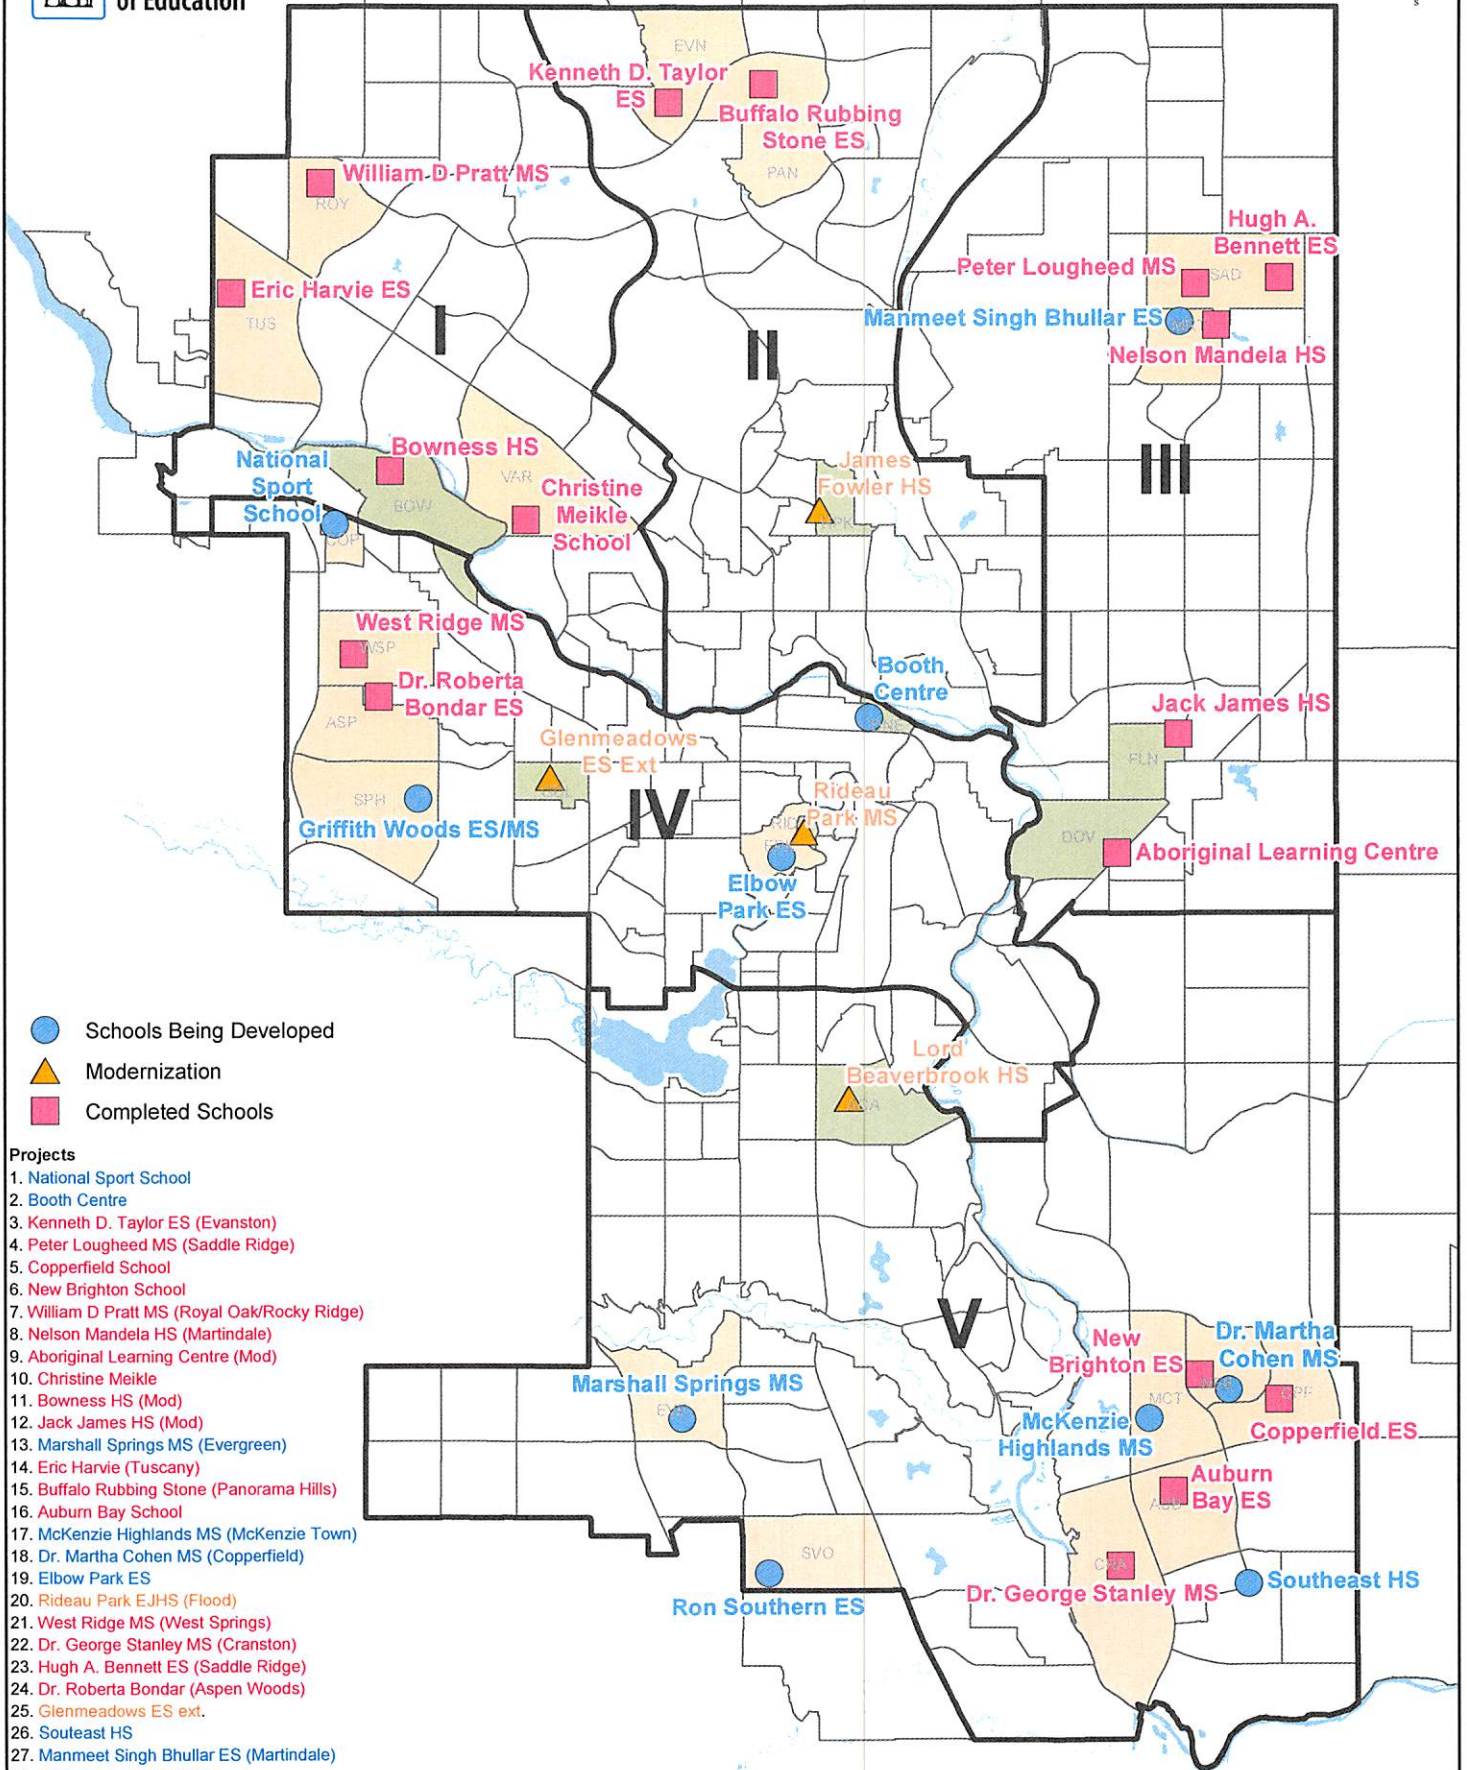 of Education
s
EVN
Kenneth D. Taylor
ES
Buffalo Rubbing
Stone ES
PAN
William D Pratt MS
ROY
Hugh A.
Bennett ES
Peter Lougheed MS
SAD
Eric Harvie ES
TUS
I
II
Manmeet Singh Bhullar ES
Nelson Mandela HS
III
Bowness HS
National
Sport
School
BOW
VAR
Christine
Meikle
School
James
Fowler HS
COP
West Ridge MS
WSP
Dr. Roberta
Bondar ES
ASP
Booth
Centre
Jack James HS
FLN
Glenmeadows
ES Ext
SPH
Griffith Woods ES/MS
IV
Rideau
Park MS
RID
Elbow
Park ES
DOV
Aboriginal Learning Centre
Schools Being Developed
Modernization
Completed Schools
Lord
Beaverbrook HS
ACA
V
New
Brighton ES
Dr. Martha
Cohen MS
Marshall Springs MS
MCT
CPF
McKenzie
Highlands MS
Copperfield ES
Auburn
Bay ES
SVO
CRA
Dr. George Stanley MS
Southeast HS
Ron Southern ES
Projects
1. National Sport School
2. Booth Centre
3. Kenneth D. Taylor ES (Evanston)
4. Peter Lougheed MS (Saddle Ridge)
5. Copperfield School
6. New Brighton School
7. William D Pratt MS (Royal Oak/Rocky Ridge)
8. Nelson Mandela HS (Martindale)
9. Aboriginal Learning Centre (Mod)
10. Christine Meikle
11. Bowness HS (Mod)
12. Jack James HS (Mod)
13. Marshall Springs MS (Evergreen)
14. Eric Harvie (Tuscany)
15. Buffalo Rubbing Stone (Panorama Hills)
16. Auburn Bay School
17. McKenzie Highlands MS (McKenzie Town)
18. Dr. Martha Cohen MS (Copperfield)
19. Elbow Park ES
20. Rideau Park EJHS (Flood)
21. West Ridge MS (West Springs)
22. Dr. George Stanley MS (Cranston)
23. Hugh A. Bennett ES (Saddle Ridge)
24. Dr. Roberta Bondar (Aspen Woods)
25. Glenmeadows ES ext.
26. Souteast HS
27. Manmeet Singh Bhullar ES (Martindale)